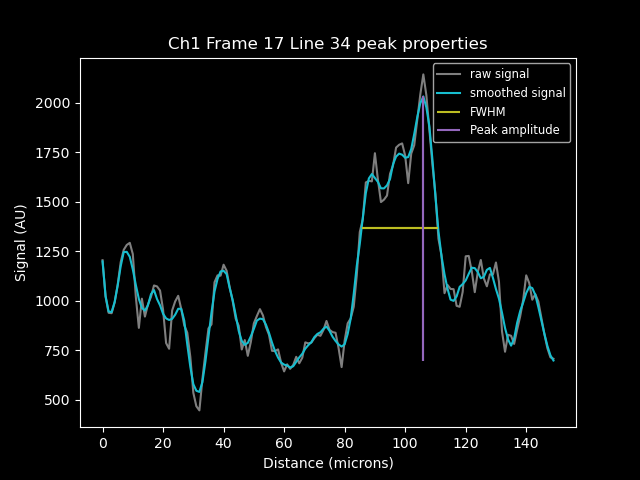 Ch1 Frame 17 Line 34 peak properties
raw signal
smoothed signal
FWHM
Peak amplitude
Signal (AU)
2000
1750
1500
1250
1000
750
500
0 20 40 60 80 100 120 140
Distance (microns)